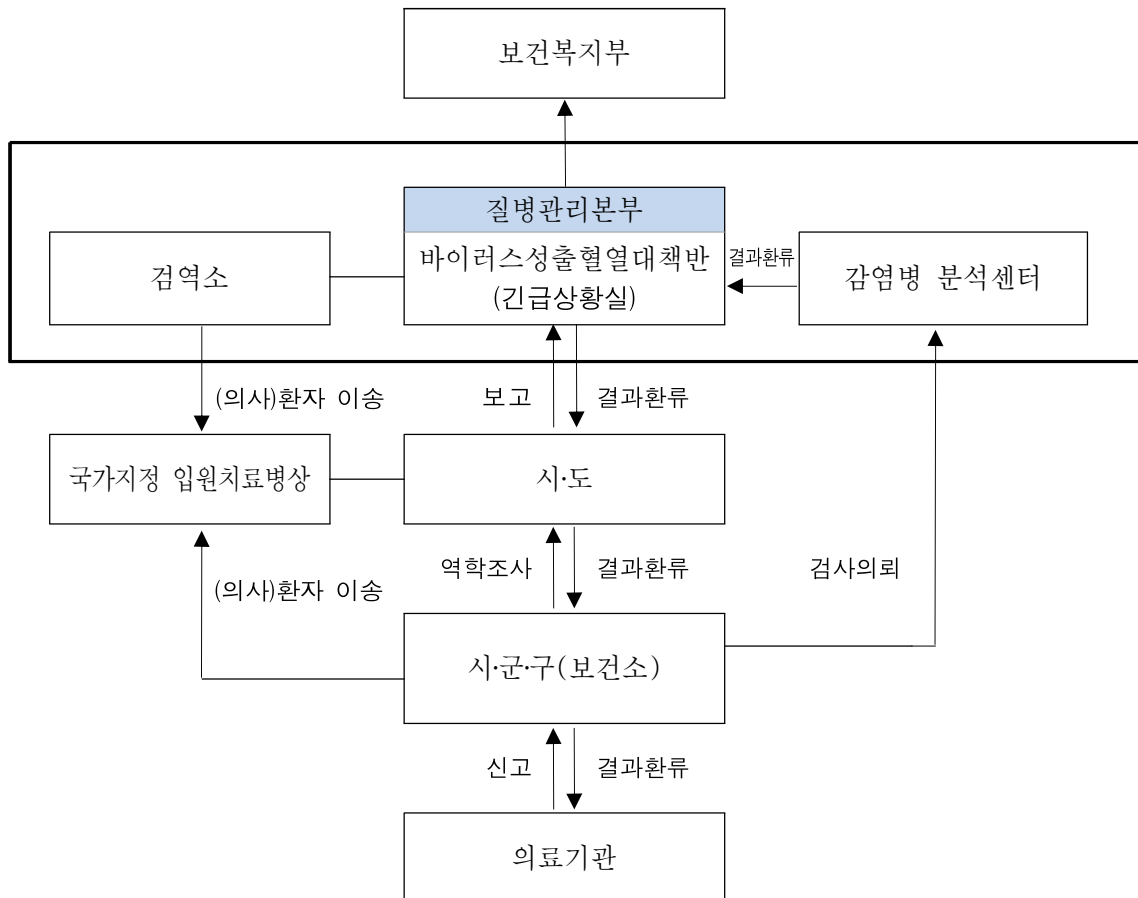 보건복지부
질병관리본부
검역소
바이러스성출혈열대책반
(긴급상황실)
결과환류
감염병 분석센터
(의사)환자 이송
보고
결과환류
국가지정 입원치료병상
시·도
(의사)환자 이송
역학조사
결과환류
검사의뢰
시·군·구(보건소)
신고
결과환류
의료기관